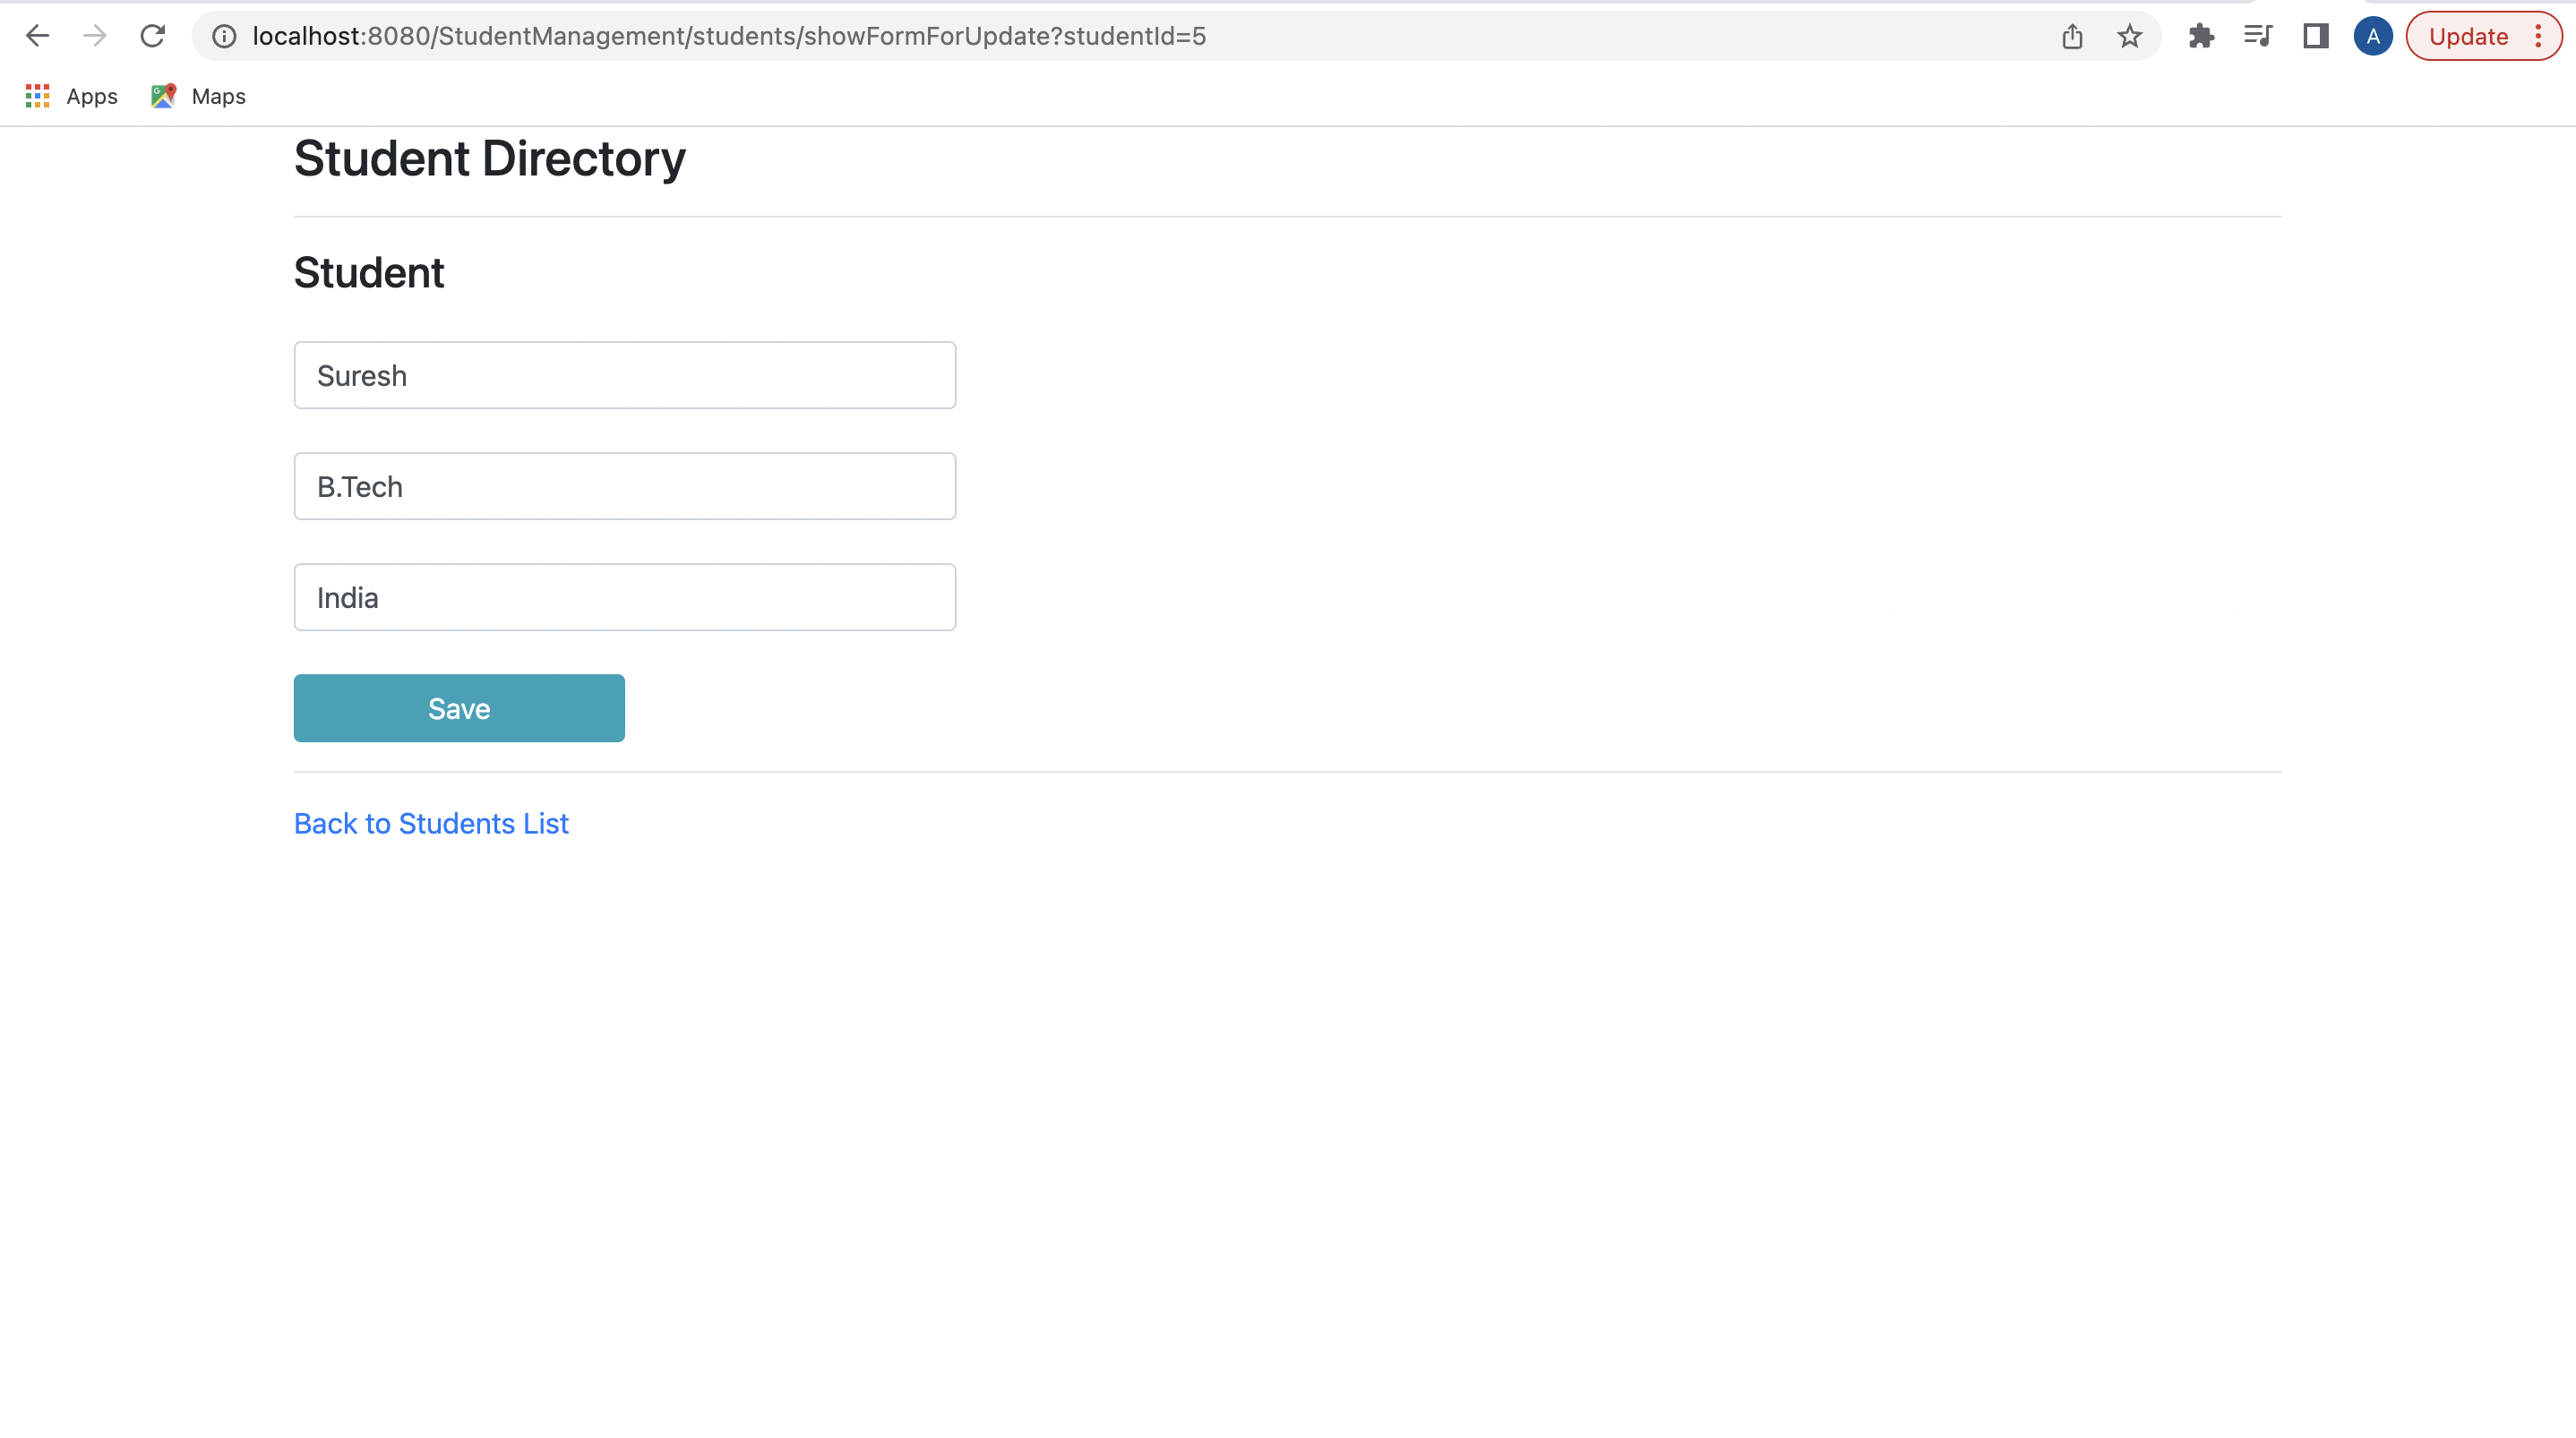 localhost:8080/StudentManagement/students/showFormForUpdate?studentId=5
A
Update
Apps
Maps
Student Directory
Student
Suresh
B.Tech
India
Save
Back to Students List